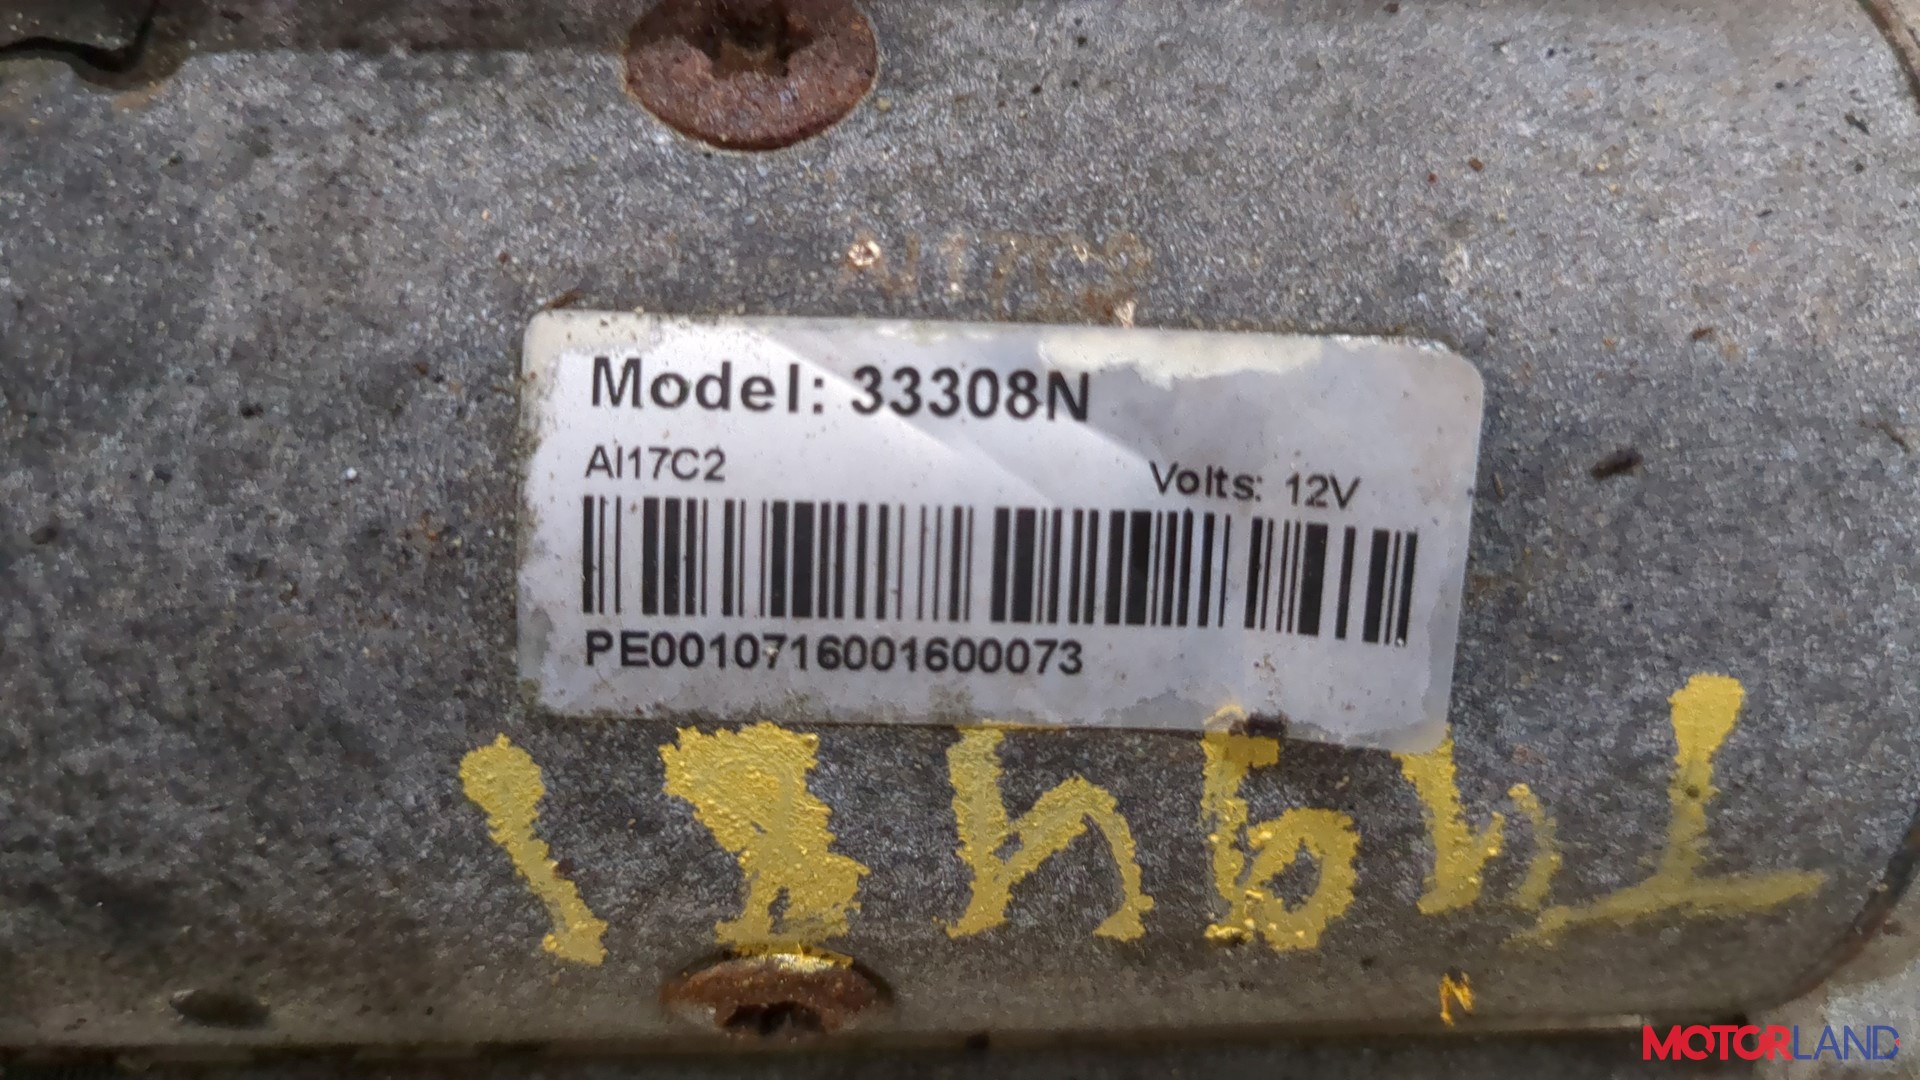 Model: 33308N
AI17C2
Volts: 12V
PE0010716001600073
MOTORLAND